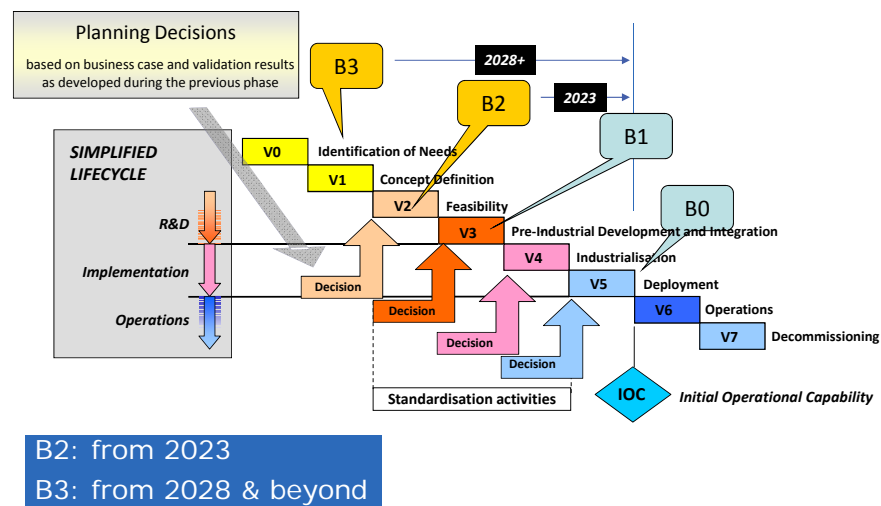 Planning Decisions
based on business case and validation results
as developed during the previous phase
B3
2028+
B2
2023
B1
B0
SIMPLIFIED
LIFECYCLE
R&D
Implementation
Operations
V0 Identification of Needs
V1 Concept Definition
V2 Feasibility
V3 Pre-Industrial Development and Integration
V4 Industrialisation
V5 Deployment
V6 Operations
V7 Decommissioning
Decision
Decision
Decision
Decision
Standardisation activities
IOC
Initial Operational Capability
B2: from 2023
B3: from 2028 & beyond